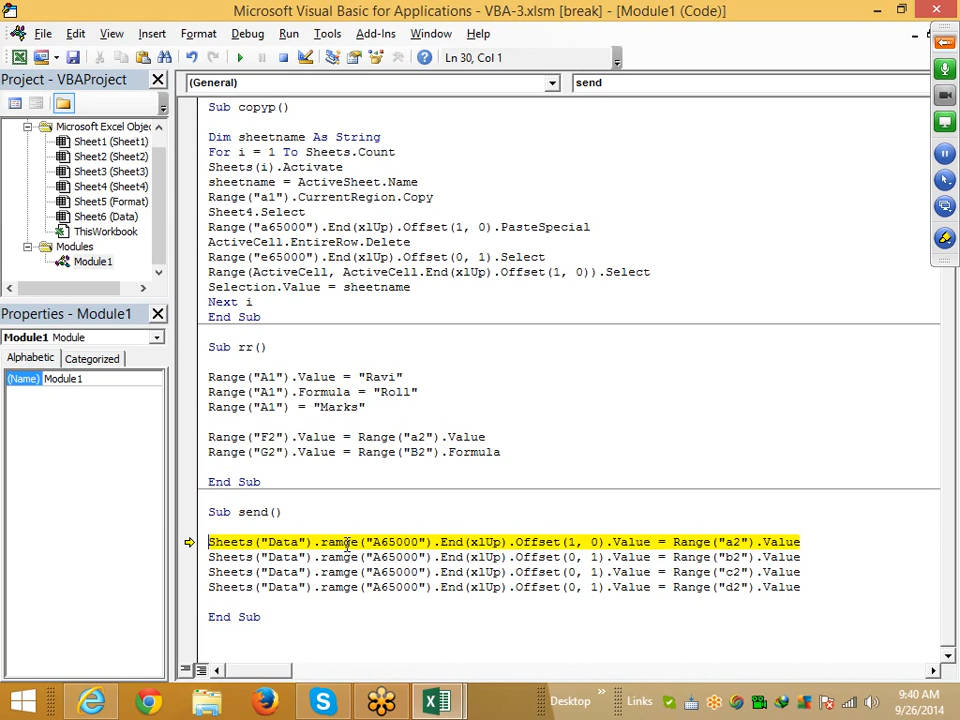 Microsoft Visual Basic for Applications - VBA-3.xlsm [break] - [Module1 (Code)]
File Edit View Insert Format Debug Run Tools Add-Ins Window Help
Ln 30, Col 1
Project - VBAProject
(General)
send
Microsoft Excel Objec
Sheet1 (Sheet1)
Sheet2 (Sheet2)
Sheet3 (Sheet3)
Sheet4 (Sheet4)
Sheet5 (Format)
Sheet6 (Data)
ThisWorkbook
Modules
Module1
Properties - Module1
Module1 Module
Alphabetic Categorized
(Name) Module1
Sub copyp()
Dim sheetname As String
For i = 1 To Sheets.Count
Sheets(i).Activate
sheetname = ActiveSheet.Name
Range("a1").CurrentRegion.Copy
Sheet4.Select
Range("a65000").End(xlUp).Offset(1, 0).PasteSpecial
ActiveCell.EntireRow.Delete
Range("e65000").End(xlUp).Offset(0, 1).Select
Range(ActiveCell, ActiveCell.End(xlUp).Offset(1, 0)).Select
Selection.Value = sheetname
Next i
End Sub
Sub rr()
Range("A1").Value = "Ravi"
Range("A1").Formula = "Roll"
Range("A1") = "Marks"
Range("F2").Value = Range("a2").Value
Range("G2").Value = Range("B2").Formula
End Sub
Sub send()
Sheets("Data").ramge("A65000").End(xlUp).Offset(1, 0).Value = Range("a2").Value
Sheets("Data").ramge("A65000").End(xlUp).Offset(0, 1).Value = Range("b2").Value
Sheets("Data").ramge("A65000").End(xlUp).Offset(0, 1).Value = Range("c2").Value
Sheets("Data").ramge("A65000").End(xlUp).Offset(0, 1).Value = Range("d2").Value
End Sub
Desktop
Links
9:40 AM
9/26/2014